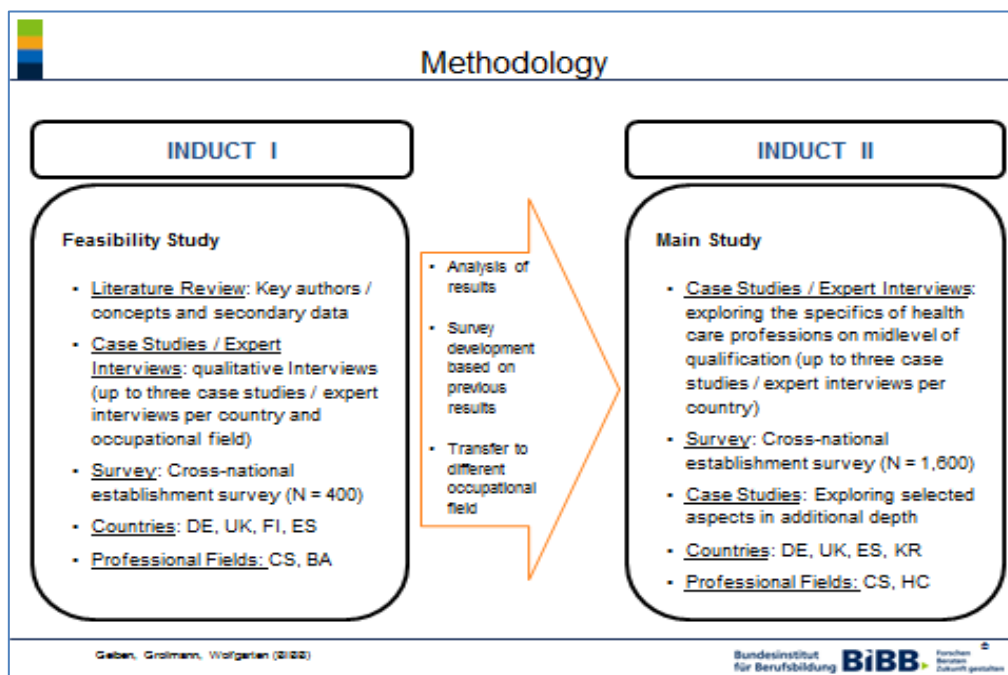 Methodology
INDUCT I
Feasibility Study
• Literature Review: Key authors /
concepts and secondary data
• Case Studies / Expert
Interviews: qualitative Interviews
(up to three case studies / expert
interviews per country and
occupational field)
• Survey: Cross-national
establishment survey (N = 400)
• Countries: DE, UK, FI, ES
• Professional Fields: CS, BA
• Analysis of
results
• Survey
development
based on
previous
results
• Transfer to
different
occupational
field
INDUCT II
Main Study
• Case Studies / Expert Interviews:
exploring the specifics of health
care professions on midlevel of
qualification (up to three case
studies / expert interviews per
country)
• Survey: Cross-national
establishment survey (N = 1,600)
• Case Studies: Exploring selected
aspects in additional depth
• Countries: DE, UK, ES, KR
• Professional Fields: CS, HC
Wolfgarten (BIBB)
Bundesinstitut
für Berufsbildung
BiBB
Forschen
Beraten
Zukunft gestalten